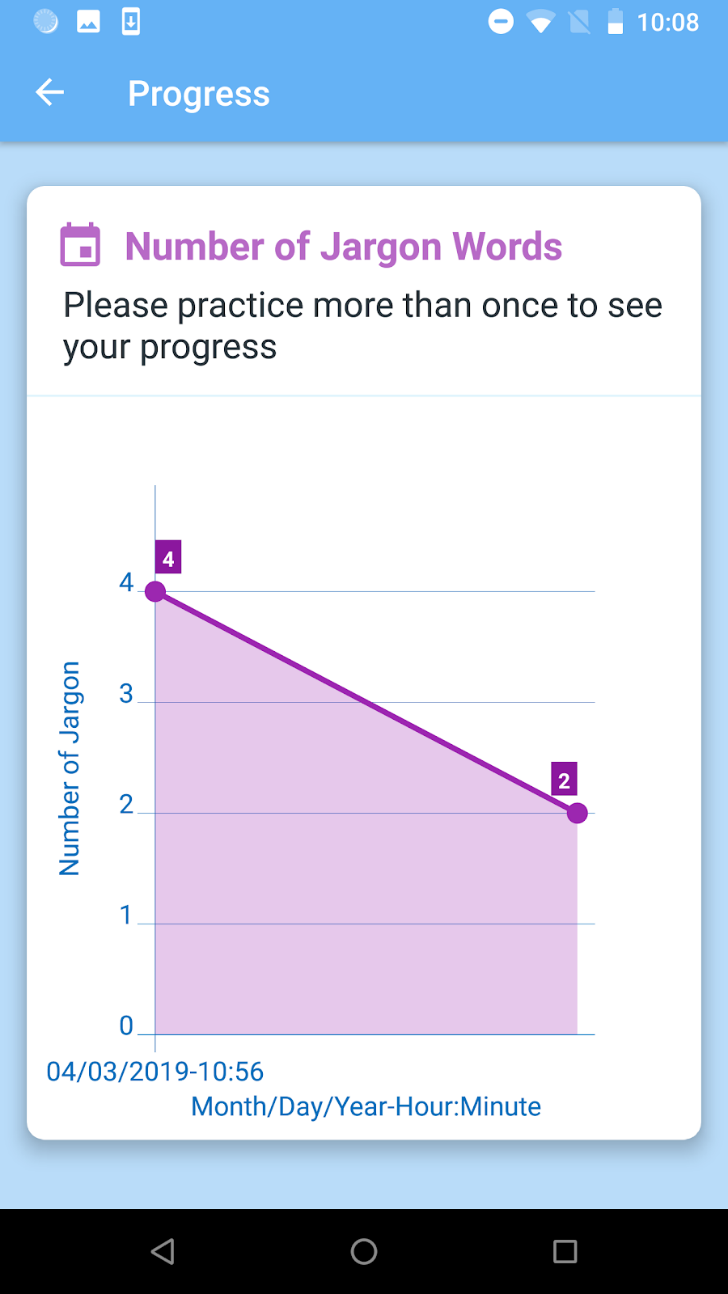 10:08
Progress
Number of Jargon Words
Please practice more than once to see
your progress
4
4
3
2
2
1
0
Number of Jargon
04/03/2019-10:56
Month/Day/Year-Hour:Minute